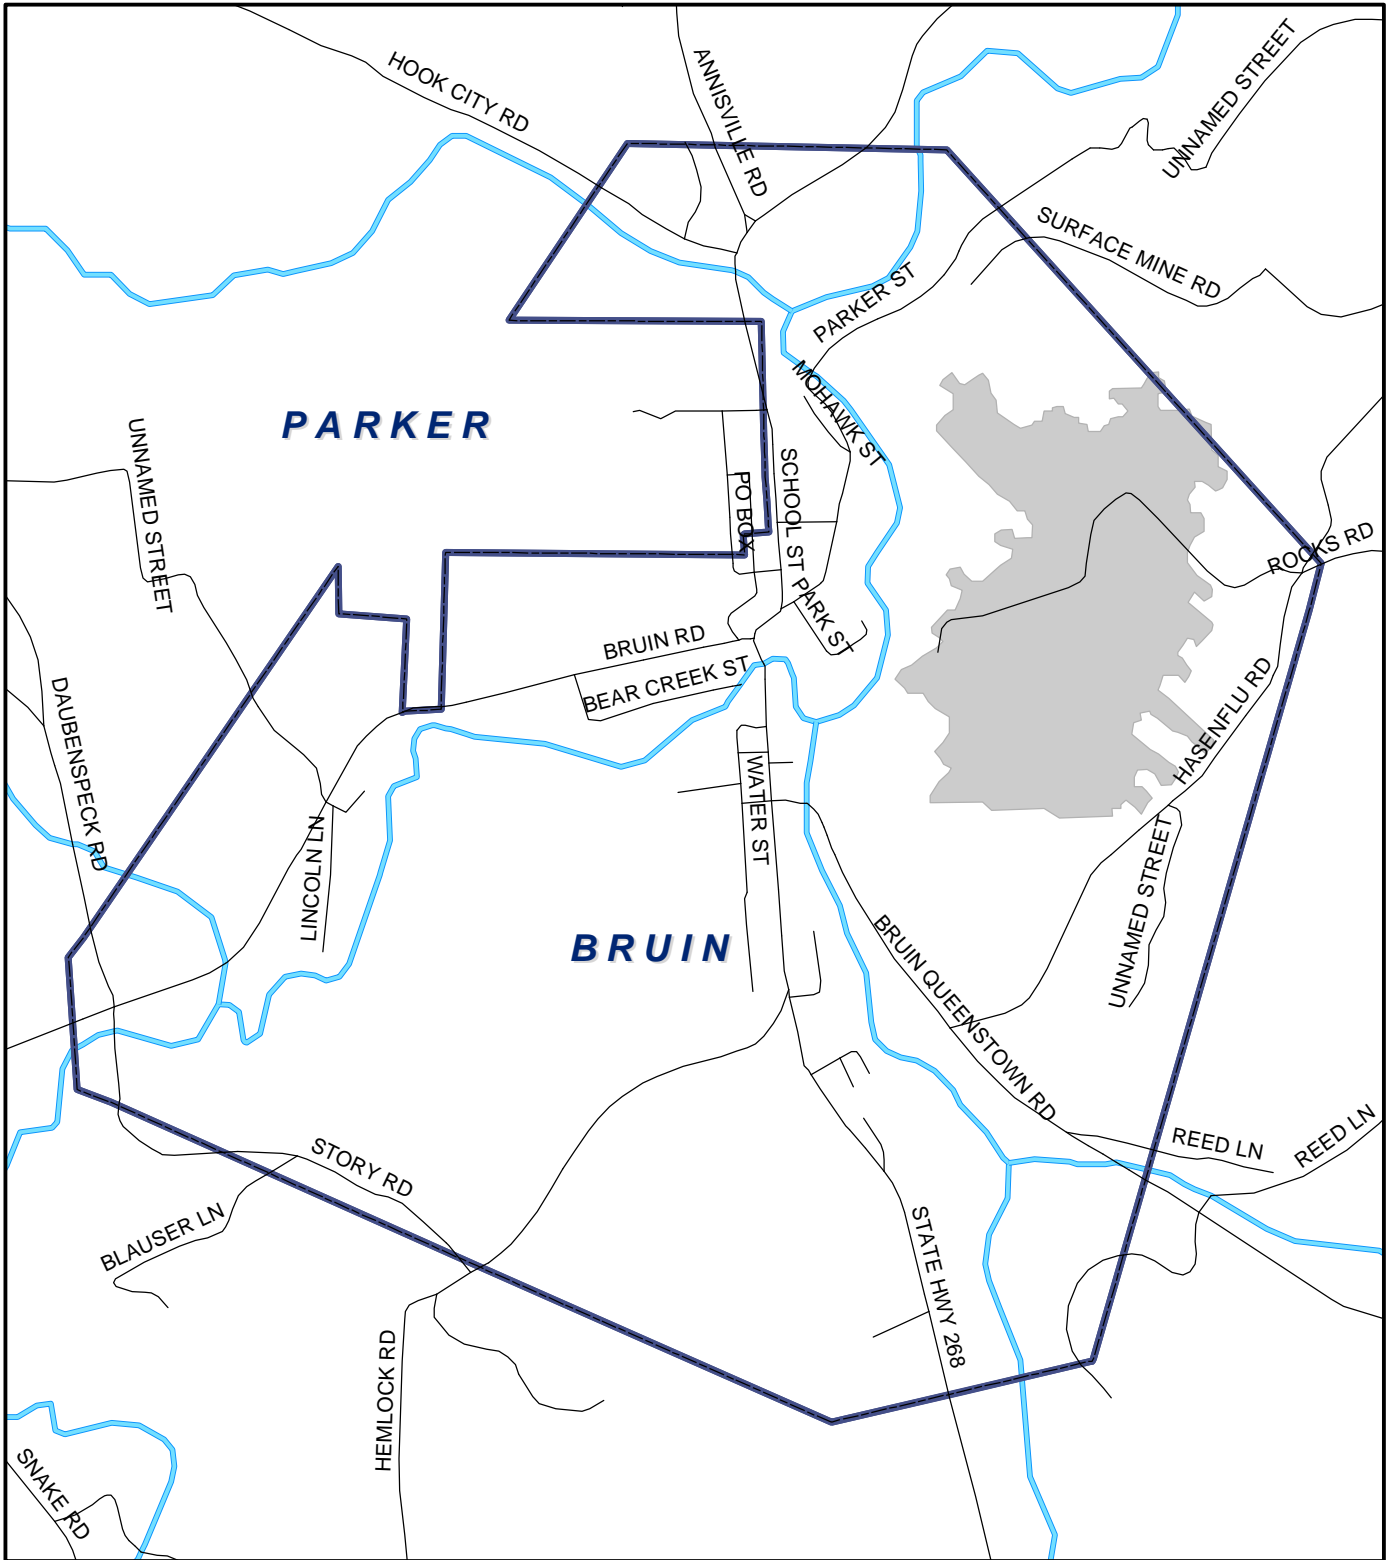 HOOK CITY RD
ANNISVILLE RD
UNNAMED STREET
SURFACE MINE RD
PARKER ST
MOHAWK ST
PARKER
UNNAMED STREET
SCHOOL ST
PO BOX
ROCKS RD
PARK ST
BRUIN RD
BEAR CREEK ST
HASENFLU RD
DAUBENSPECK RD
WATER ST
LINCOLN LN
UNNAMED STREET
BRUIN
BRUIN QUEENSTOWN RD
REED LN
REED LN
STORY RD
BLAUSER LN
STATE HWY 268
HEMLOCK RD
SNAKE RD